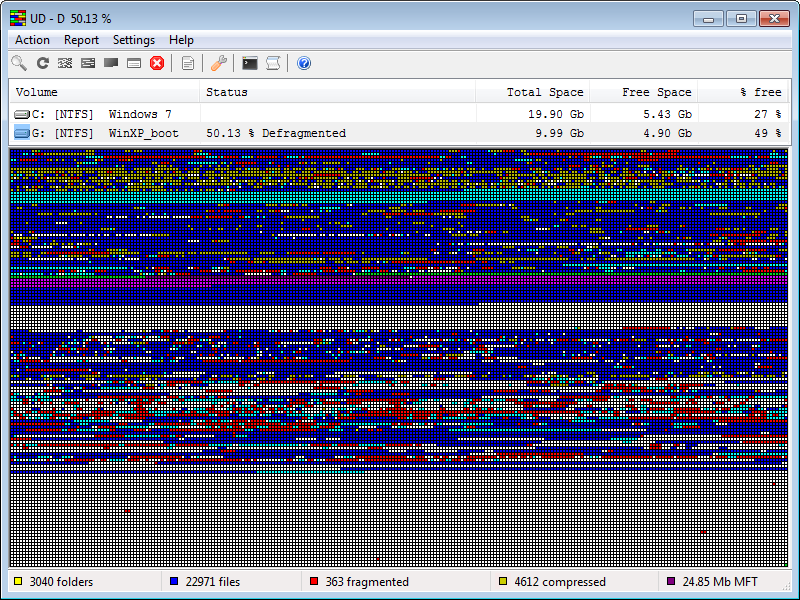 UD - D 50.13 %
Action Report Settings Help
Volume Status Total Space Free Space % free
C: [NTFS] Windows 7 19.90 Gb 5.43 Gb 27 %
G: [NTFS] WinXP_boot 50.13 % Defragmented 9.99 Gb 4.90 Gb 49 %
3040 folders 22971 files 363 fragmented 4612 compressed 24.85 Mb MFT